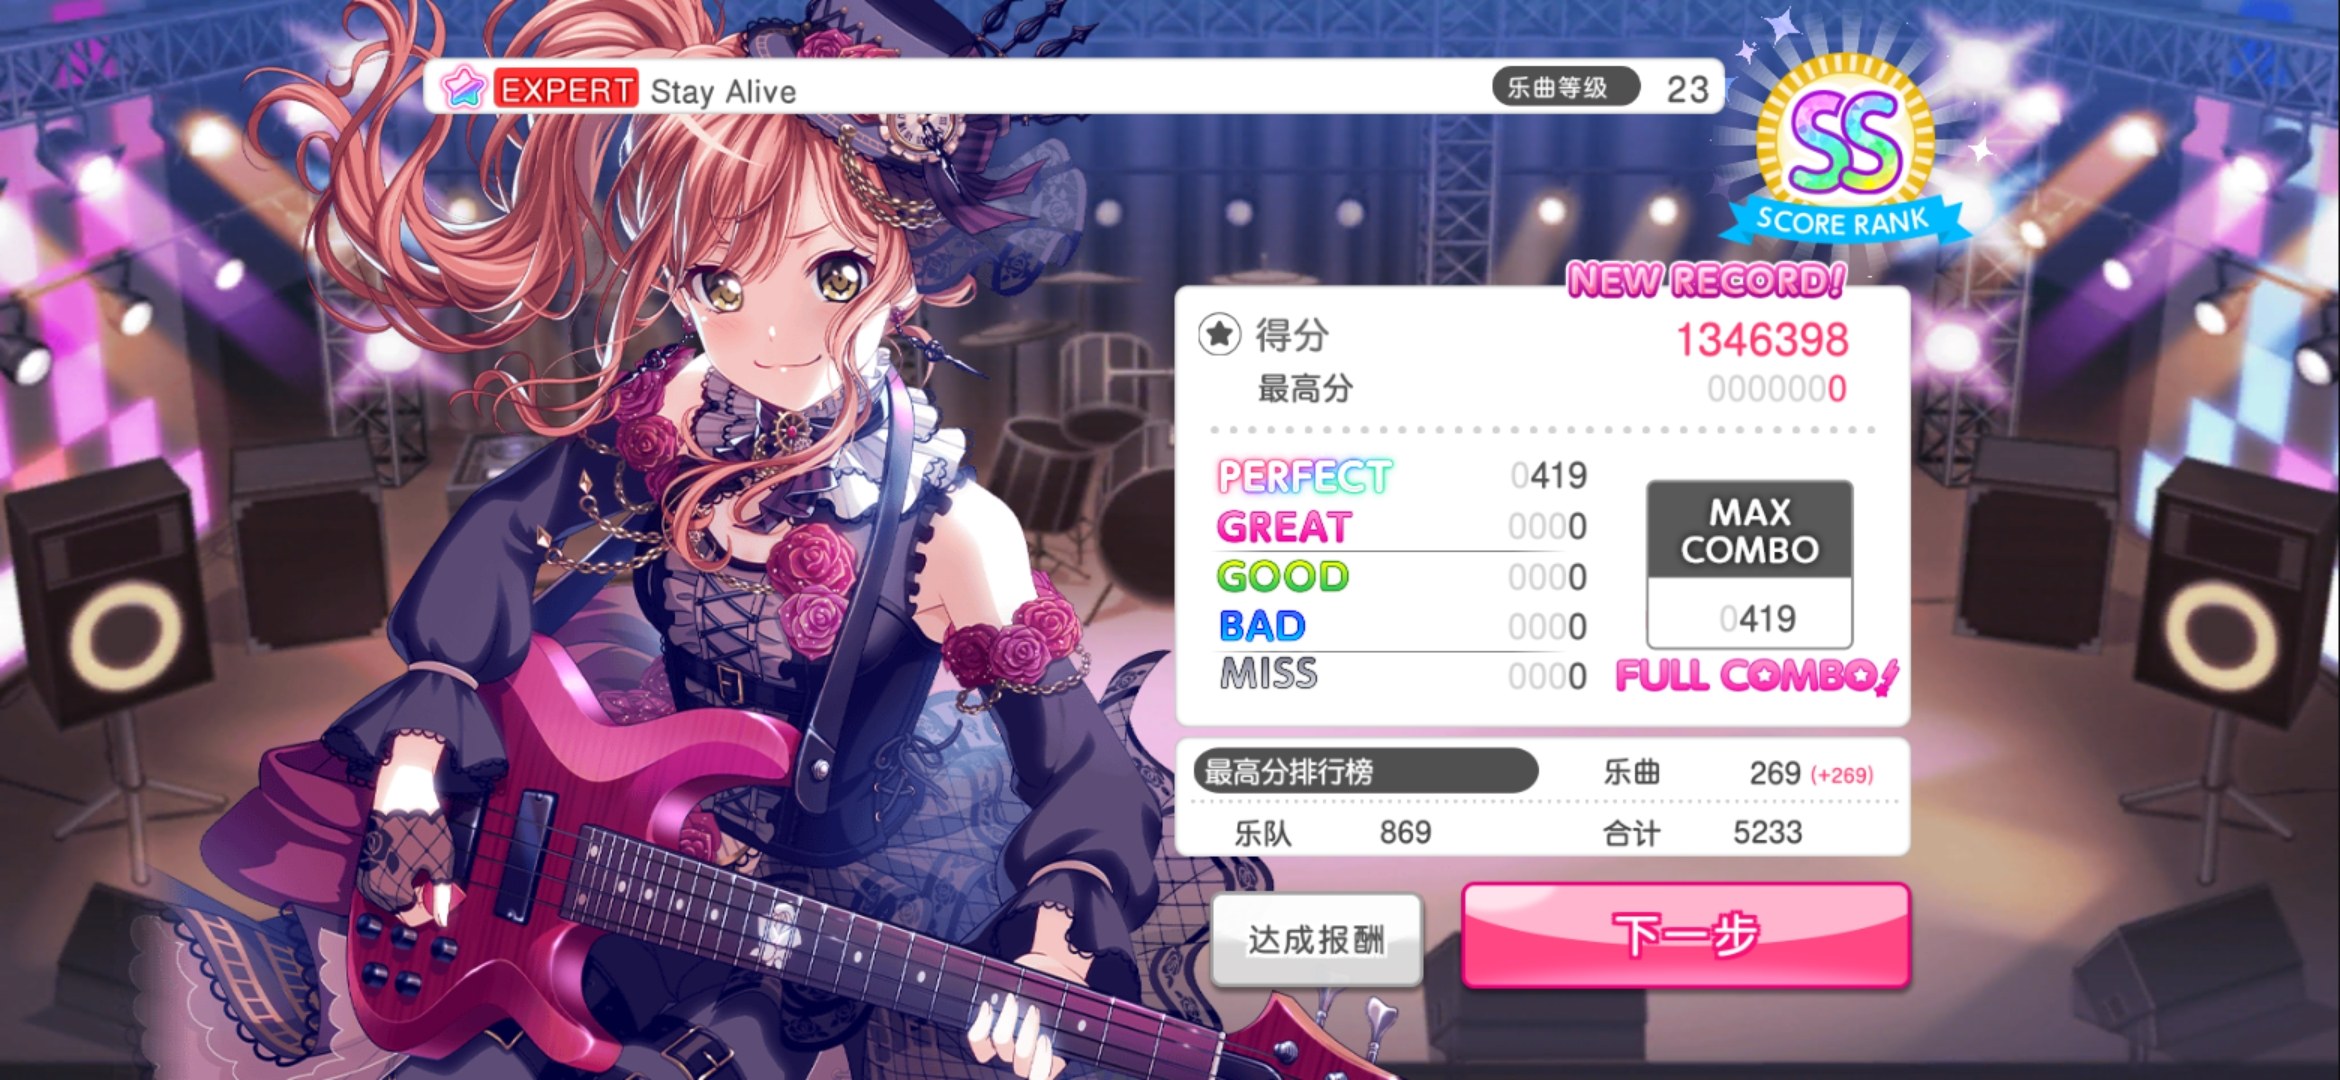 EXPERT Stay Alive 乐曲等级 23
SS
SCORE RANK
NEW RECORD!
得分 1346398
最高分 0000000
PERFECT 0419
GREAT 0000
GOOD 0000
BAD 0000
MISS 0000
MAX
COMBO
0419
FULL COMBO!
最高分排行榜 乐曲 269 (+269)
乐队 869 合计 5233
达成报酬 下一步